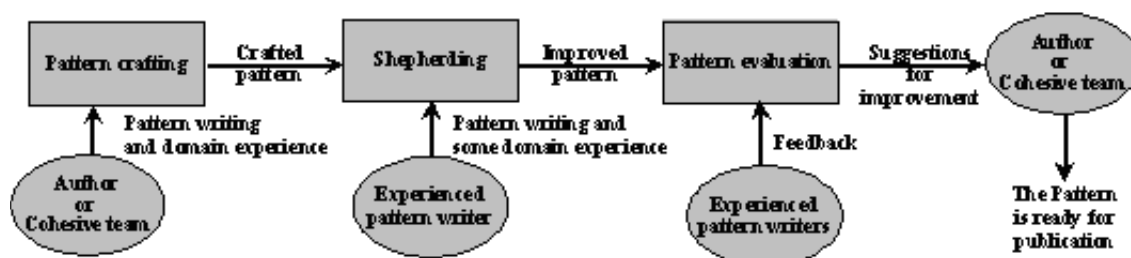 Pattern crafting
Crafted
pattern
Shepherding
Improved
pattern
Pattern evaluation
Suggestions
for
improvement
Author
or
Cohesive team
Pattern writing
and domain experience
Pattern writing and
some domain experience
Feedback
Author
or
Cohesive team
Experienced
pattern writer
Experienced
pattern writers
The Pattern
is ready for
publication